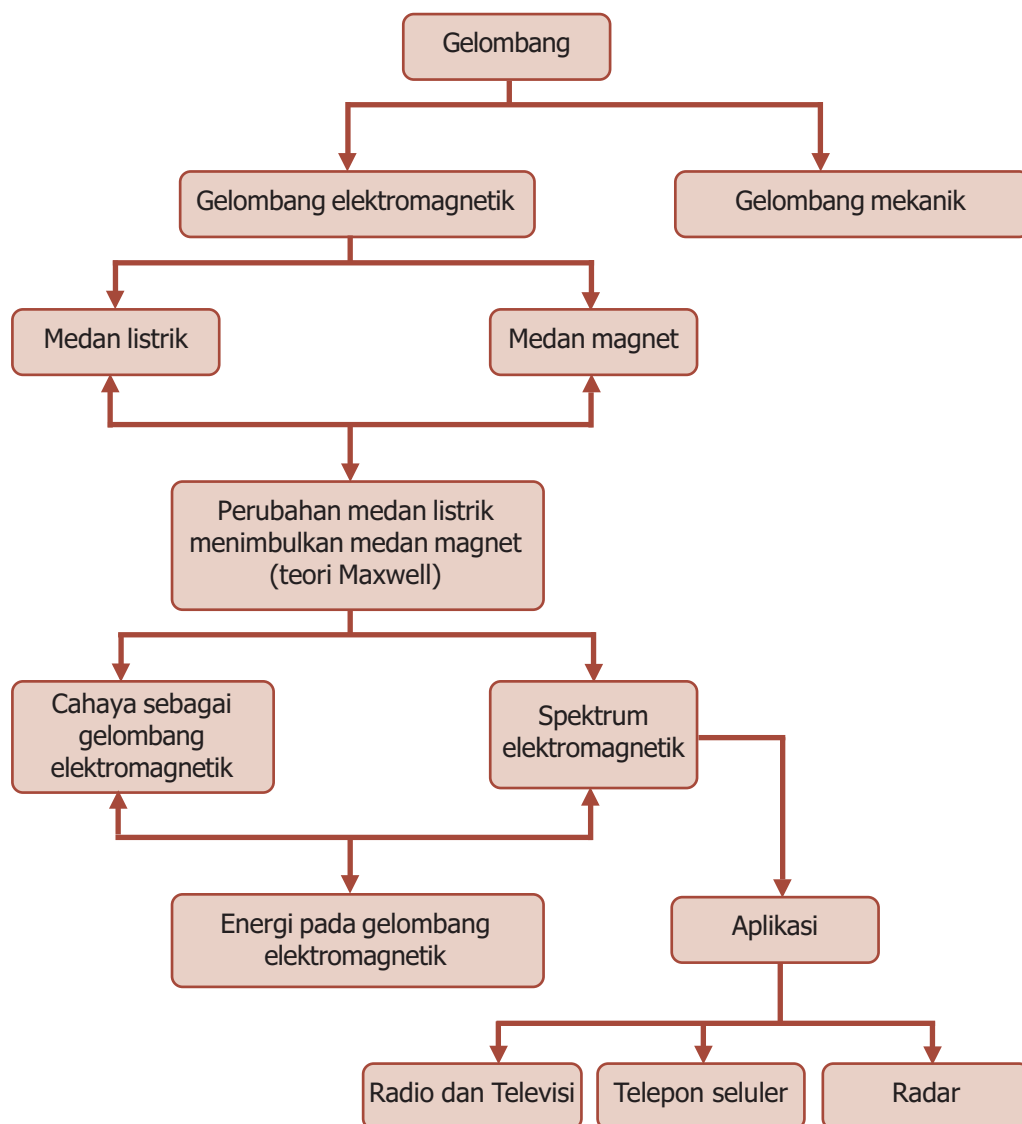 Gelombang
Gelombang elektromagnetik
Gelombang mekanik
Medan listrik
Medan magnet
Perubahan medan listrik
menimbulkan medan magnet
(teori Maxwell)
Cahaya sebagai
gelombang
elektromagnetik
Spektrum
elektromagnetik
Energi pada gelombang
elektromagnetik
Aplikasi
Radio dan Televisi
Telepon seluler
Radar